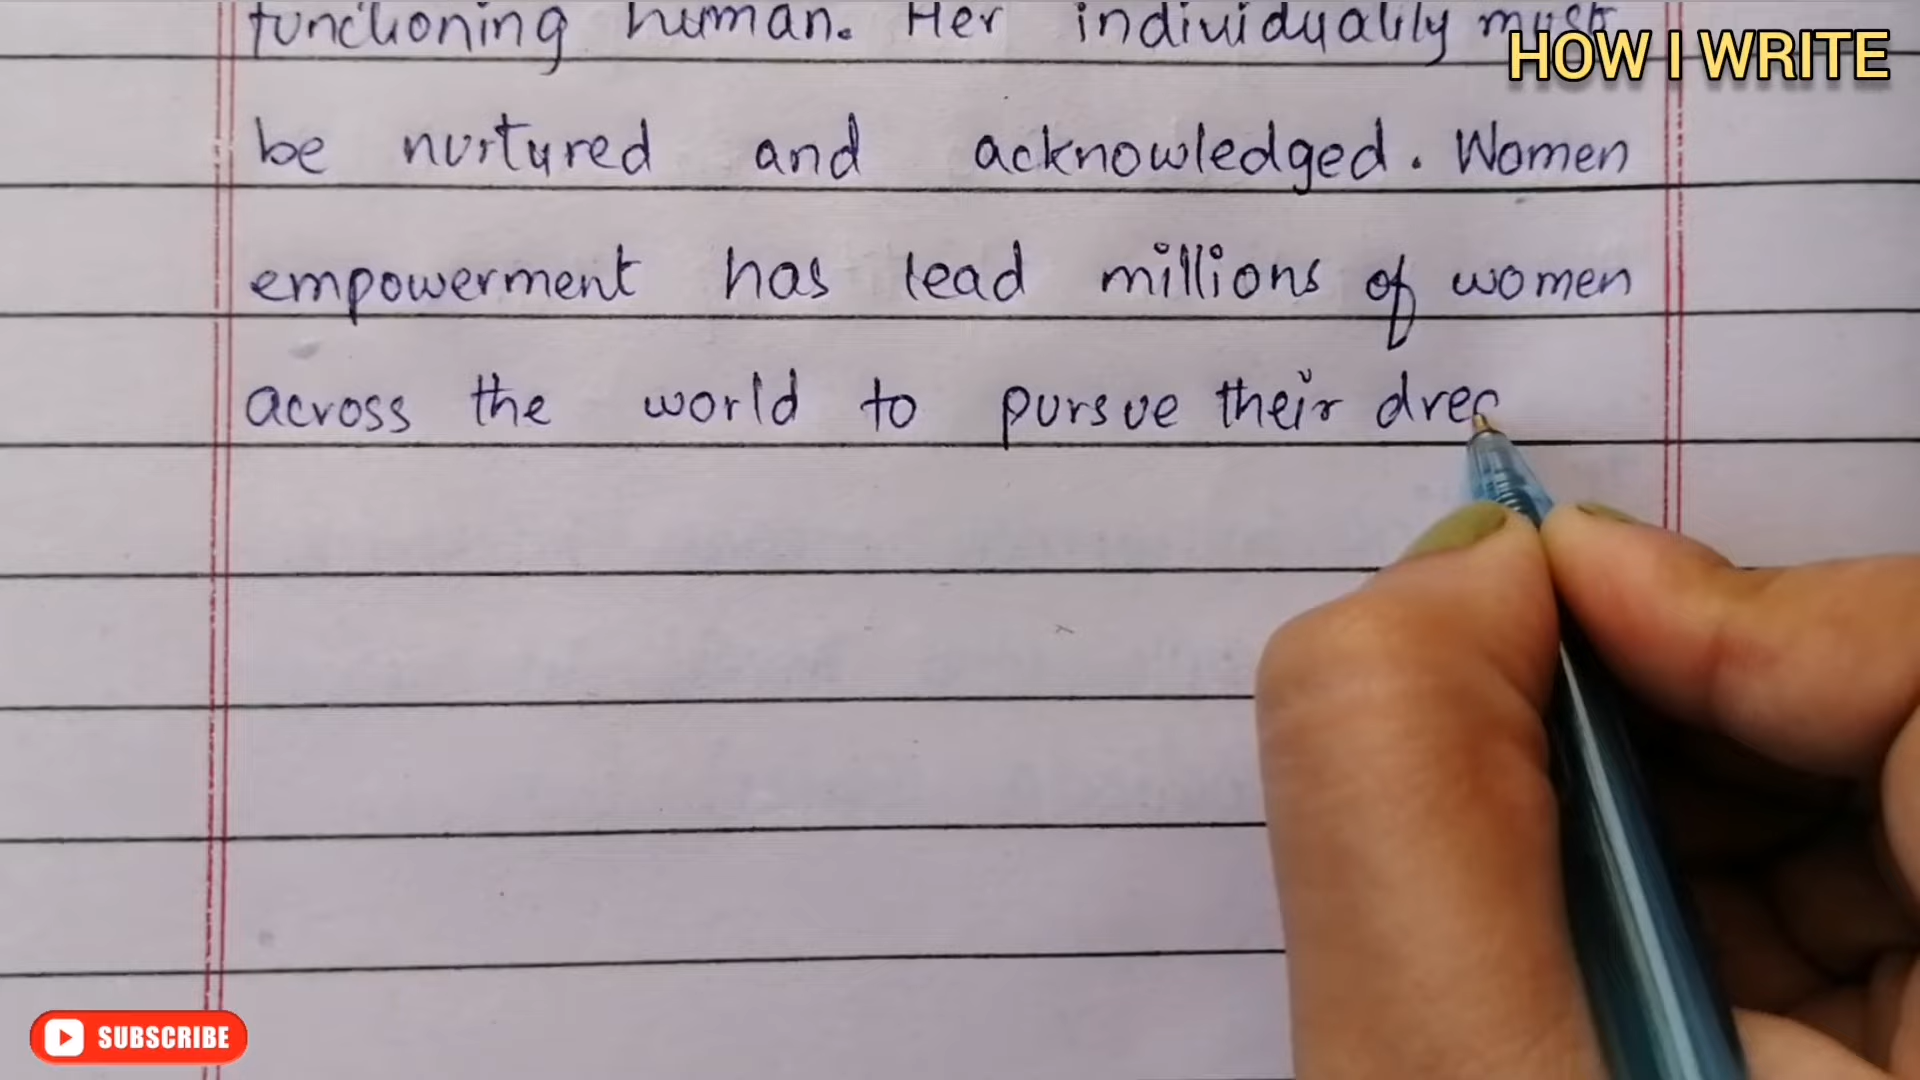 functioning human. Her individuality must
HOW I WRITE
be nurtured and acknowledged. Women
empowerment has lead millions of women
across the world to pursue their drea
SUBSCRIBE